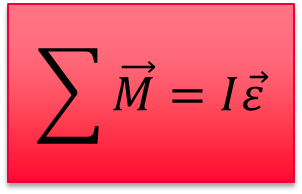 ∑ M⃗ = I ε⃗